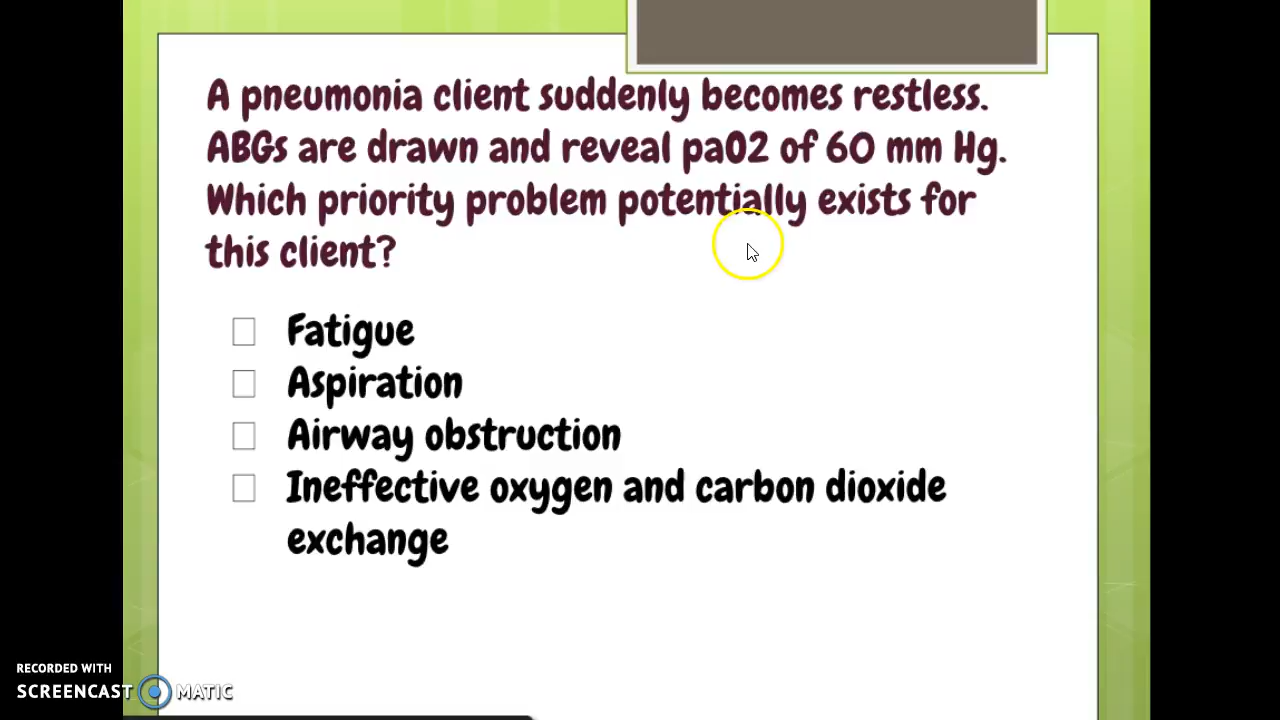 A pneumonia client suddenly becomes restless.
ABGs are drawn and reveal paO2 of 60 mm Hg.
Which priority problem potentially exists for
this client?
Fatigue
Aspiration
Airway obstruction
Ineffective oxygen and carbon dioxide
exchange
RECORDED WITH
SCREENCAST MATIC